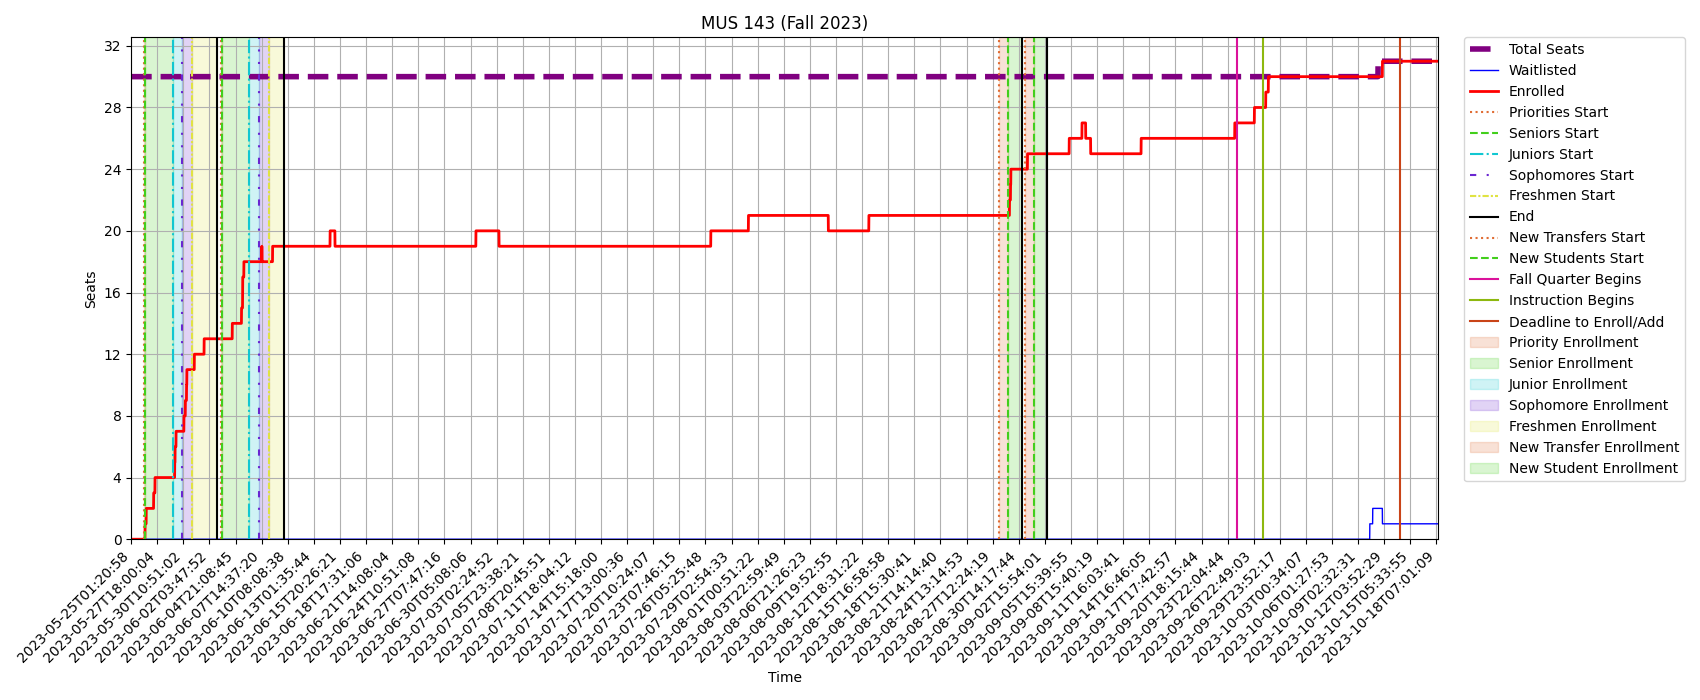 MUS 143 (Fall 2023)
Seats
32
28
24
20
16
12
8
4
0
2023-05-25T01:20:58
2023-05-27T18:00:04
2023-05-30T10:51:02
2023-06-02T03:47:52
2023-06-04T21:08:45
2023-06-07T14:37:20
2023-06-10T08:08:38
2023-06-13T01:35:44
2023-06-15T20:26:21
2023-06-18T17:31:06
2023-06-21T14:08:04
2023-06-24T10:51:08
2023-06-27T07:47:16
2023-06-30T05:08:06
2023-07-03T02:24:52
2023-07-05T23:38:21
2023-07-08T20:45:51
2023-07-11T18:04:12
2023-07-14T15:18:00
2023-07-17T13:00:36
2023-07-20T10:24:07
2023-07-23T07:46:15
2023-07-26T05:25:48
2023-07-29T02:54:33
2023-08-01T00:51:22
2023-08-03T22:59:49
2023-08-06T21:26:23
2023-08-09T19:52:55
2023-08-12T18:31:22
2023-08-15T16:58:58
2023-08-18T15:30:41
2023-08-21T14:14:40
2023-08-24T13:14:53
2023-08-27T12:24:19
2023-08-30T14:17:44
2023-09-02T15:54:01
2023-09-05T15:39:55
2023-09-08T15:40:19
2023-09-11T16:03:41
2023-09-14T16:46:05
2023-09-17T17:42:57
2023-09-20T18:15:44
2023-09-23T22:04:44
2023-09-26T22:49:03
2023-09-29T23:52:17
2023-10-03T00:34:07
2023-10-06T01:27:53
2023-10-09T02:32:31
2023-10-12T03:52:29
2023-10-15T05:33:55
2023-10-18T07:01:09
Time
Total Seats
Waitlisted
Enrolled
Priorities Start
Seniors Start
Juniors Start
Sophomores Start
Freshmen Start
End
New Transfers Start
New Students Start
Fall Quarter Begins
Instruction Begins
Deadline to Enroll/Add
Priority Enrollment
Senior Enrollment
Junior Enrollment
Sophomore Enrollment
Freshmen Enrollment
New Transfer Enrollment
New Student Enrollment